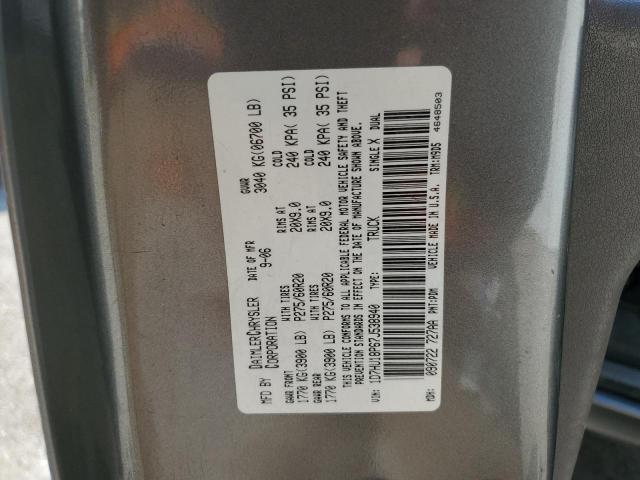 MFD BY DAIMLERCHRYSLER CORPORATION
DATE OF MFR 9-06
GVWR 3040 KG(06700 LB)
GAWR FRONT WITH TIRES RIMS AT COLD
1770 KG(3900 LB) P275/60R20 20X9.0 240 KPA( 35 PSI)
GAWR REAR WITH TIRES RIMS AT COLD
1770 KG(3900 LB) P275/60R20 20X9.0 240 KPA( 35 PSI)
THIS VEHICLE CONFORMS TO ALL APPLICABLE FEDERAL MOTOR VEHICLE SAFETY AND THEFT
PREVENTION STANDARDS IN EFFECT ON THE DATE OF MANUFACTURE SHOWN ABOVE.
VIN: 1D7HU18P67J538940 TYPE: TRUCK SINGLE X DUAL
MDH: 090722 727AA PNT:PDM VEHICLE MADE IN U.S.A. TRM:M9D5
4648503